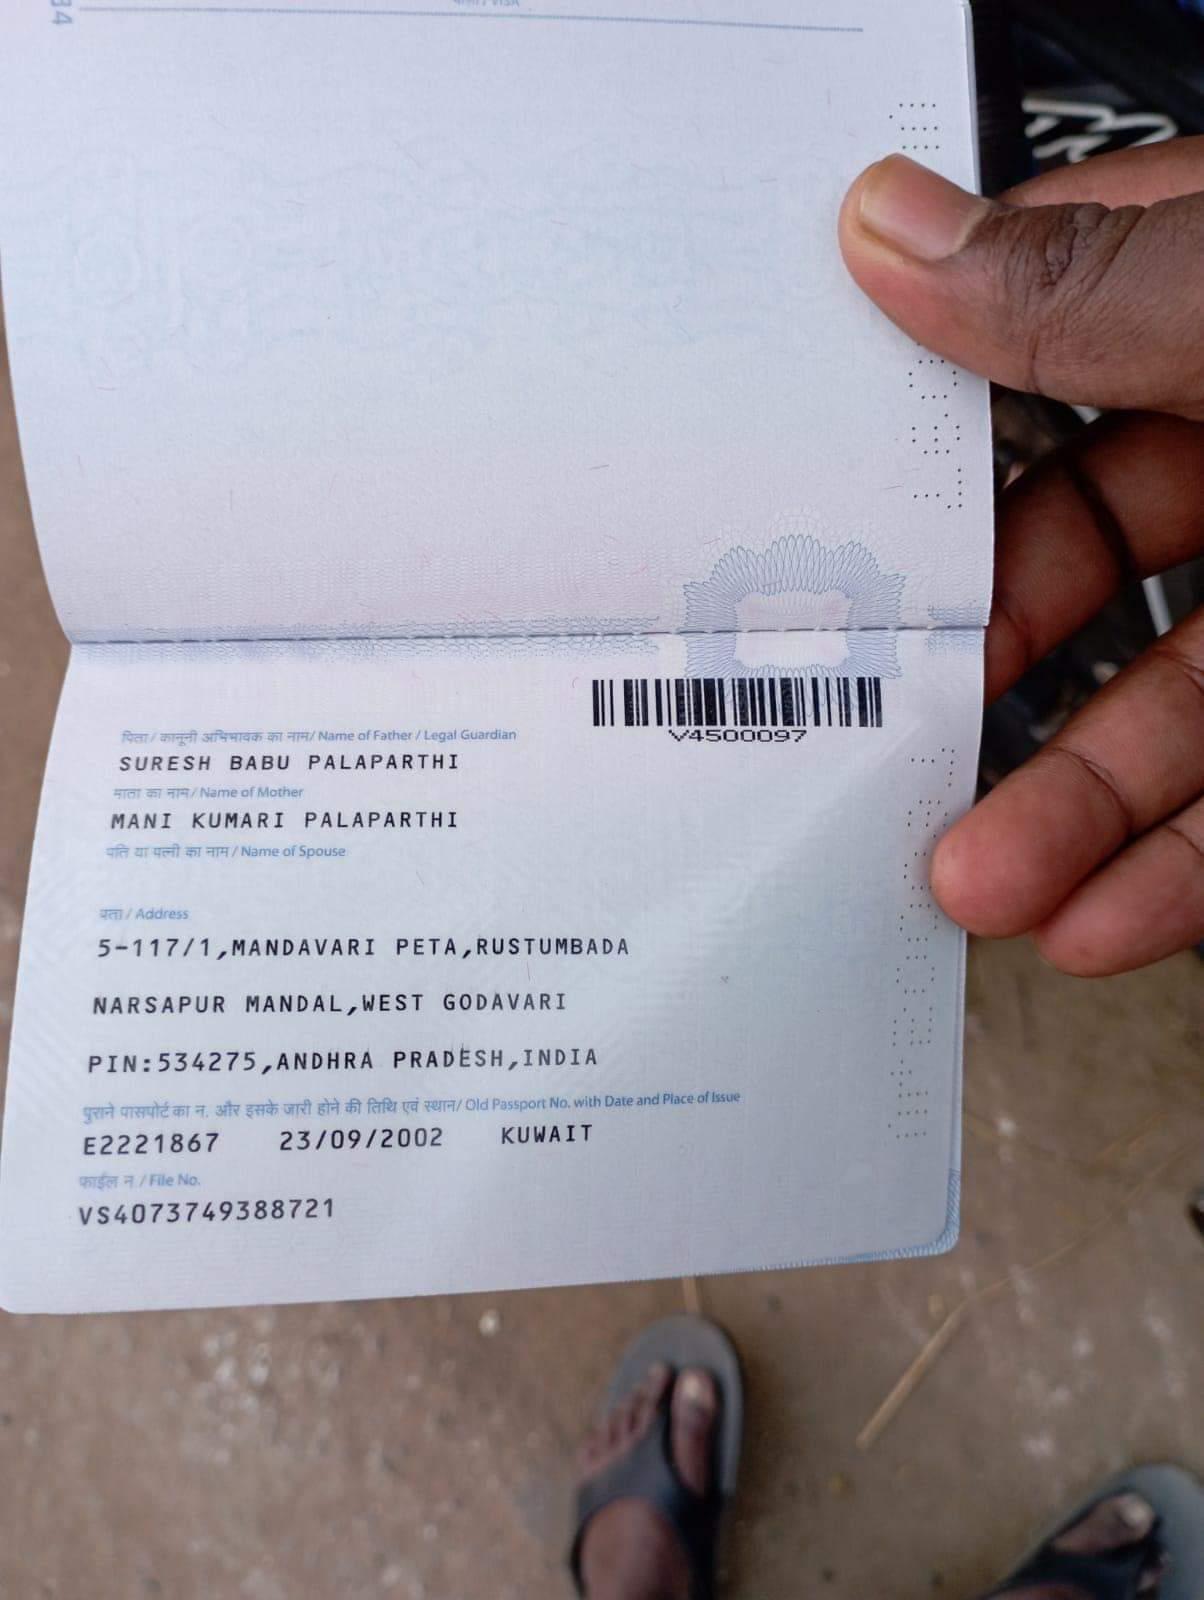 34
वीज़ा / VISA
V4500097
पिता / कानूनी अभिभावक का नाम / Name of Father / Legal Guardian
SURESH BABU PALAPARTHI
माता का नाम / Name of Mother
MANI KUMARI PALAPARTHI
पति या पत्नी का नाम / Name of Spouse
पता / Address
5-117/1,MANDAVARI PETA,RUSTUMBADA
NARSAPUR MANDAL,WEST GODAVARI
PIN:534275,ANDHRA PRADESH,INDIA
पुराने पासपोर्ट का न. और इसके जारी होने की तिथि एवं स्थान / Old Passport No. with Date and Place of Issue
E2221867 23/09/2002 KUWAIT
फाईल न. / File No.
VS4073749388721